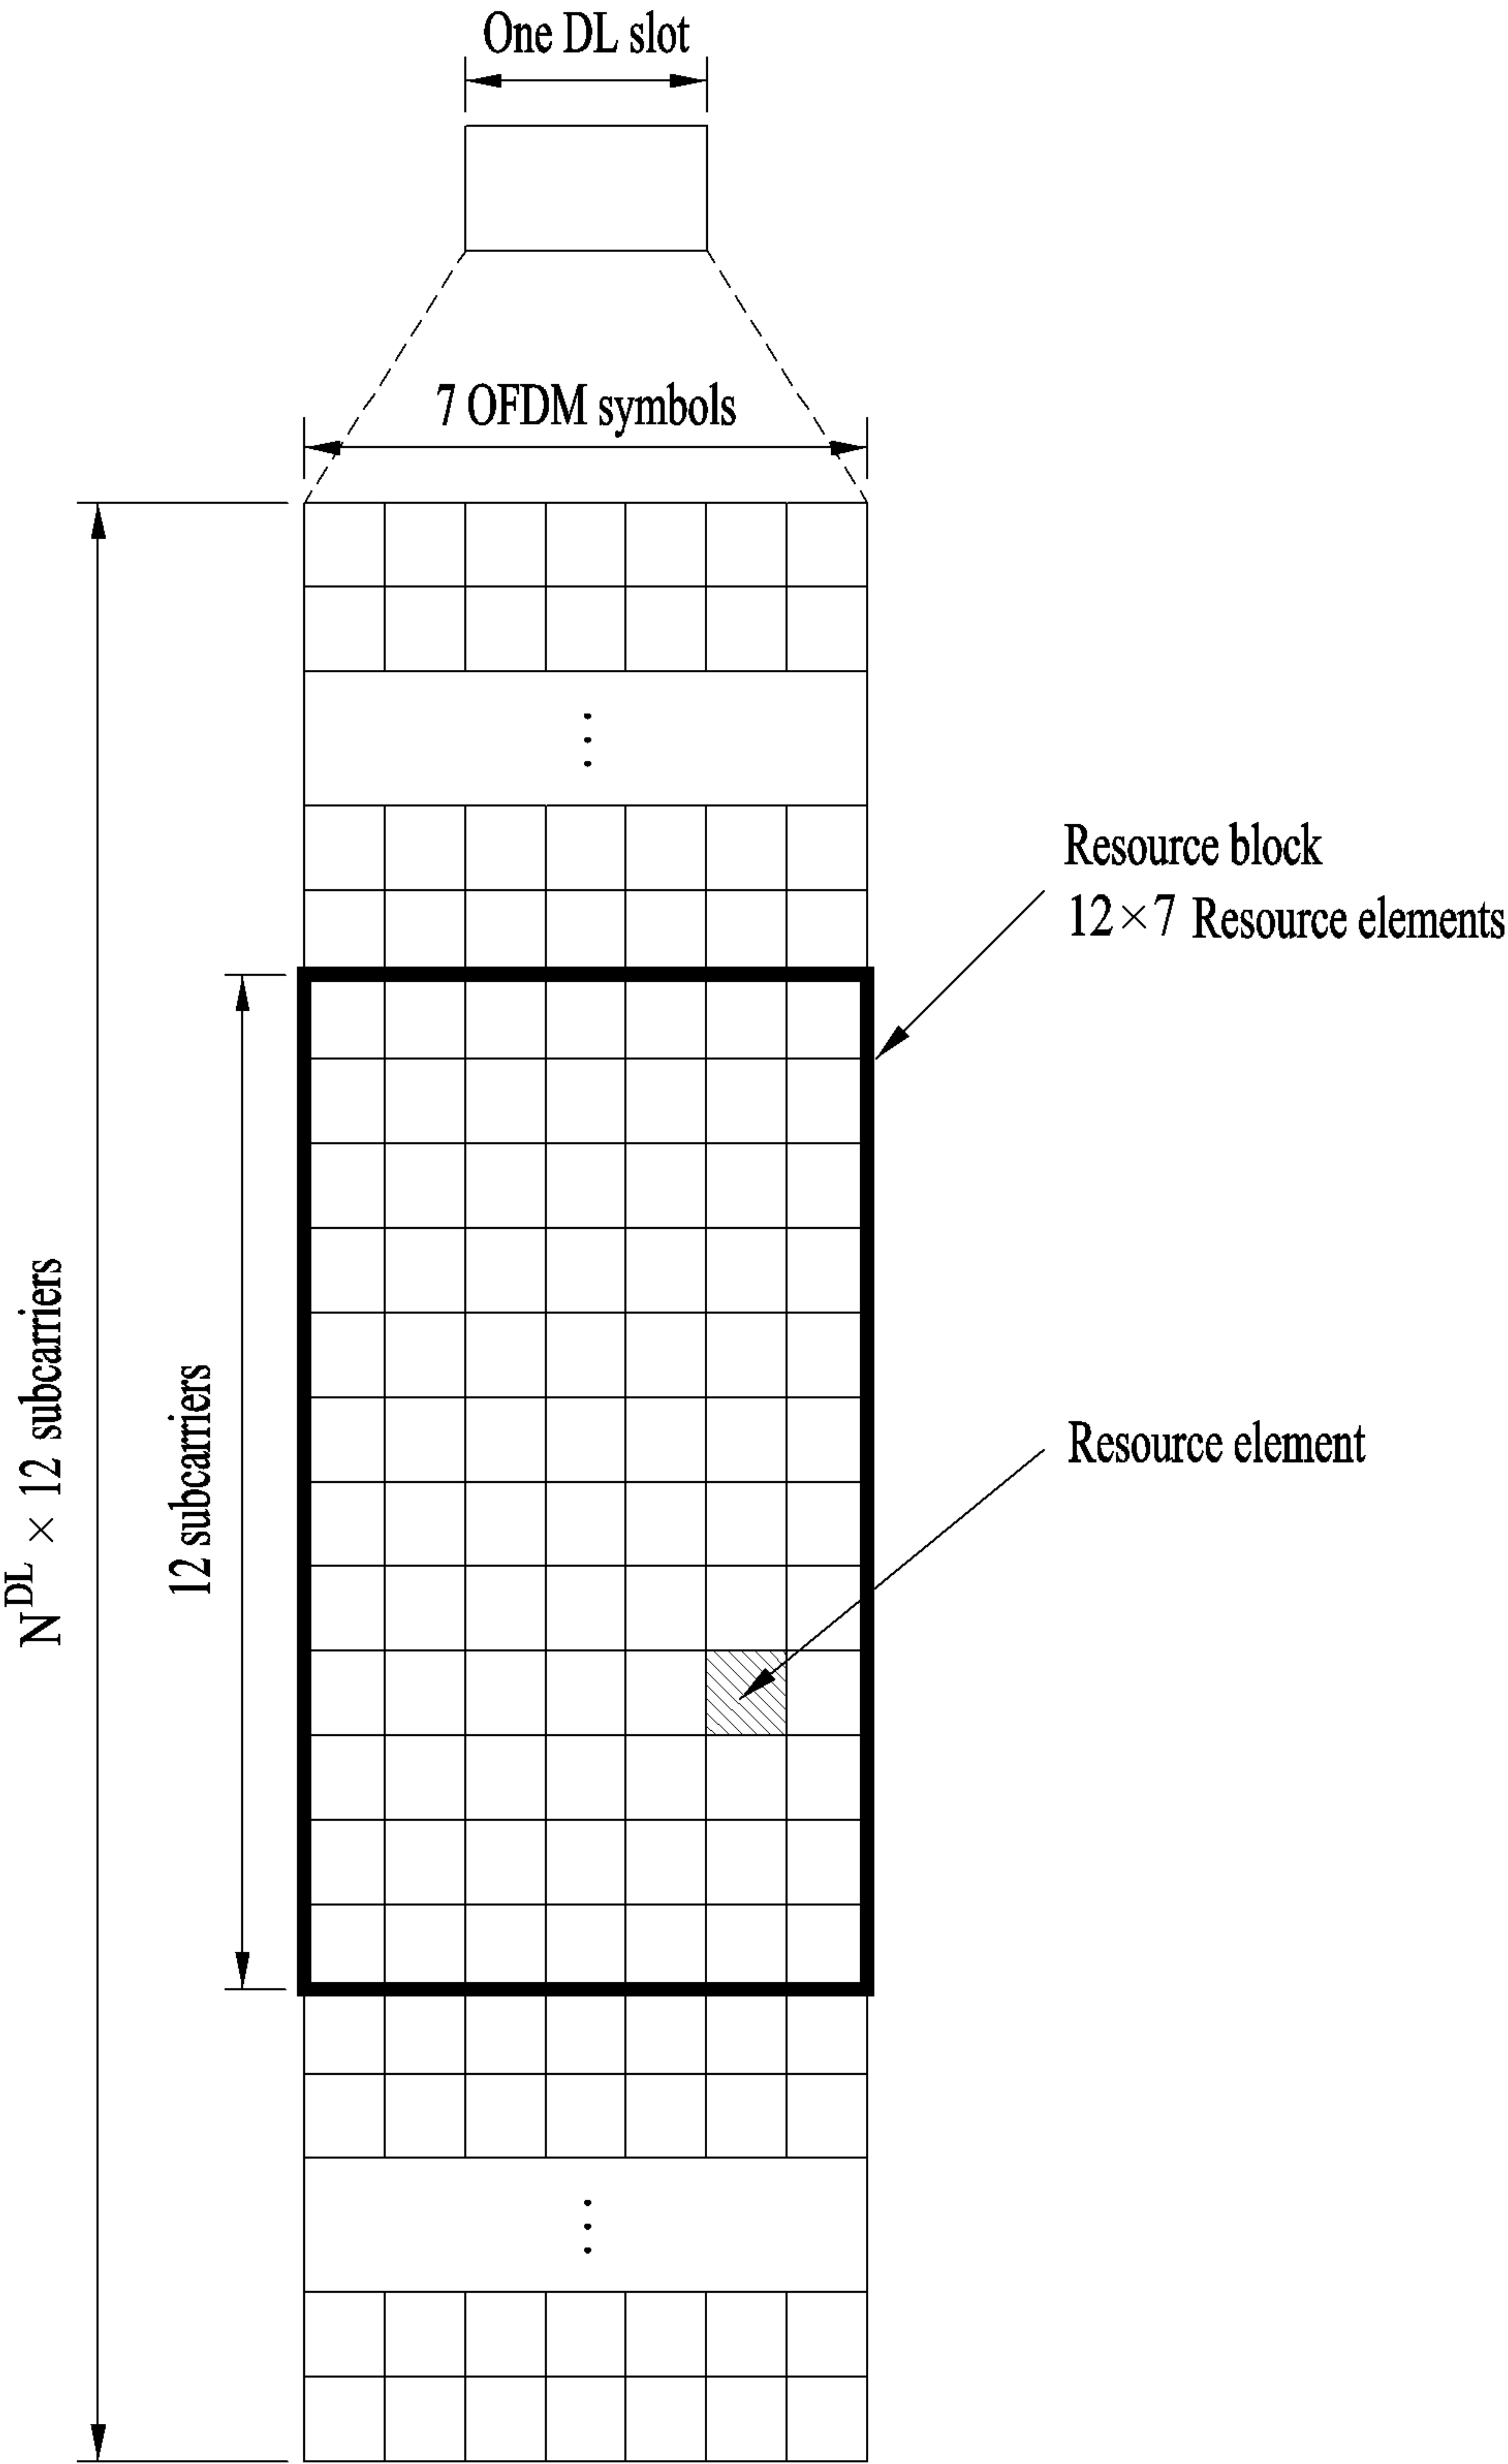 One DL slot
7 OFDM symbols
Resource block
12×7 Resource elements
N^DL × 12 subcarriers
12 subcarriers
Resource element